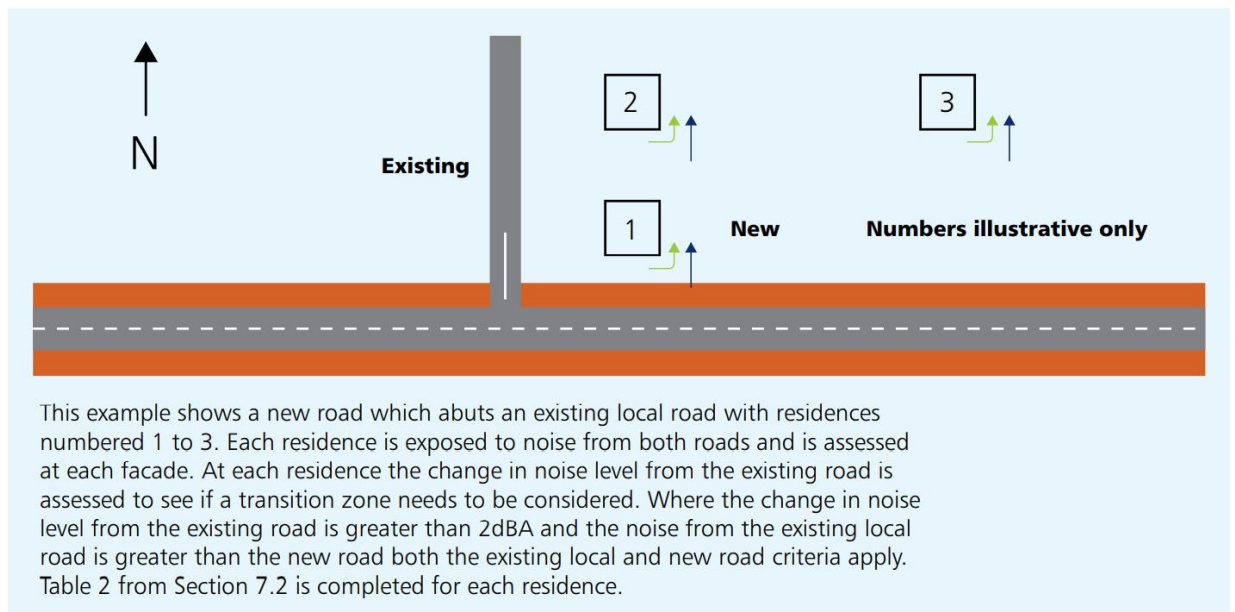 2
3
N
Existing
1
New
Numbers illustrative only
This example shows a new road which abuts an existing local road with residences
numbered 1 to 3. Each residence is exposed to noise from both roads and is assessed
at each facade. At each residence the change in noise level from the existing road is
assessed to see if a transition zone needs to be considered. Where the change in noise
level from the existing road is greater than 2dBA and the noise from the existing local
road is greater than the new road both the existing local and new road criteria apply.
Table 2 from Section 7.2 is completed for each residence.